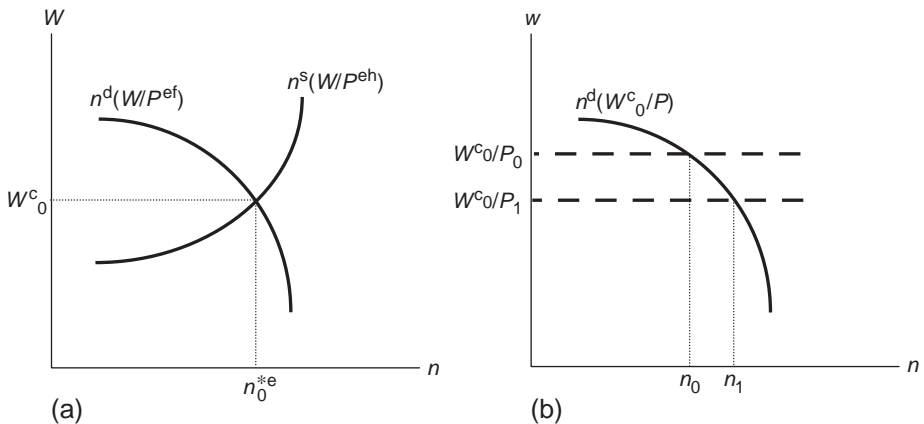 W
n^d(W/P^ef)
n^s(W/P^eh)
W^c_0
n_0^*e
n
(a)
w
n^d(W^c_0/P)
W^c_0/P_0
W^c_0/P_1
n_0
n_1
n
(b)